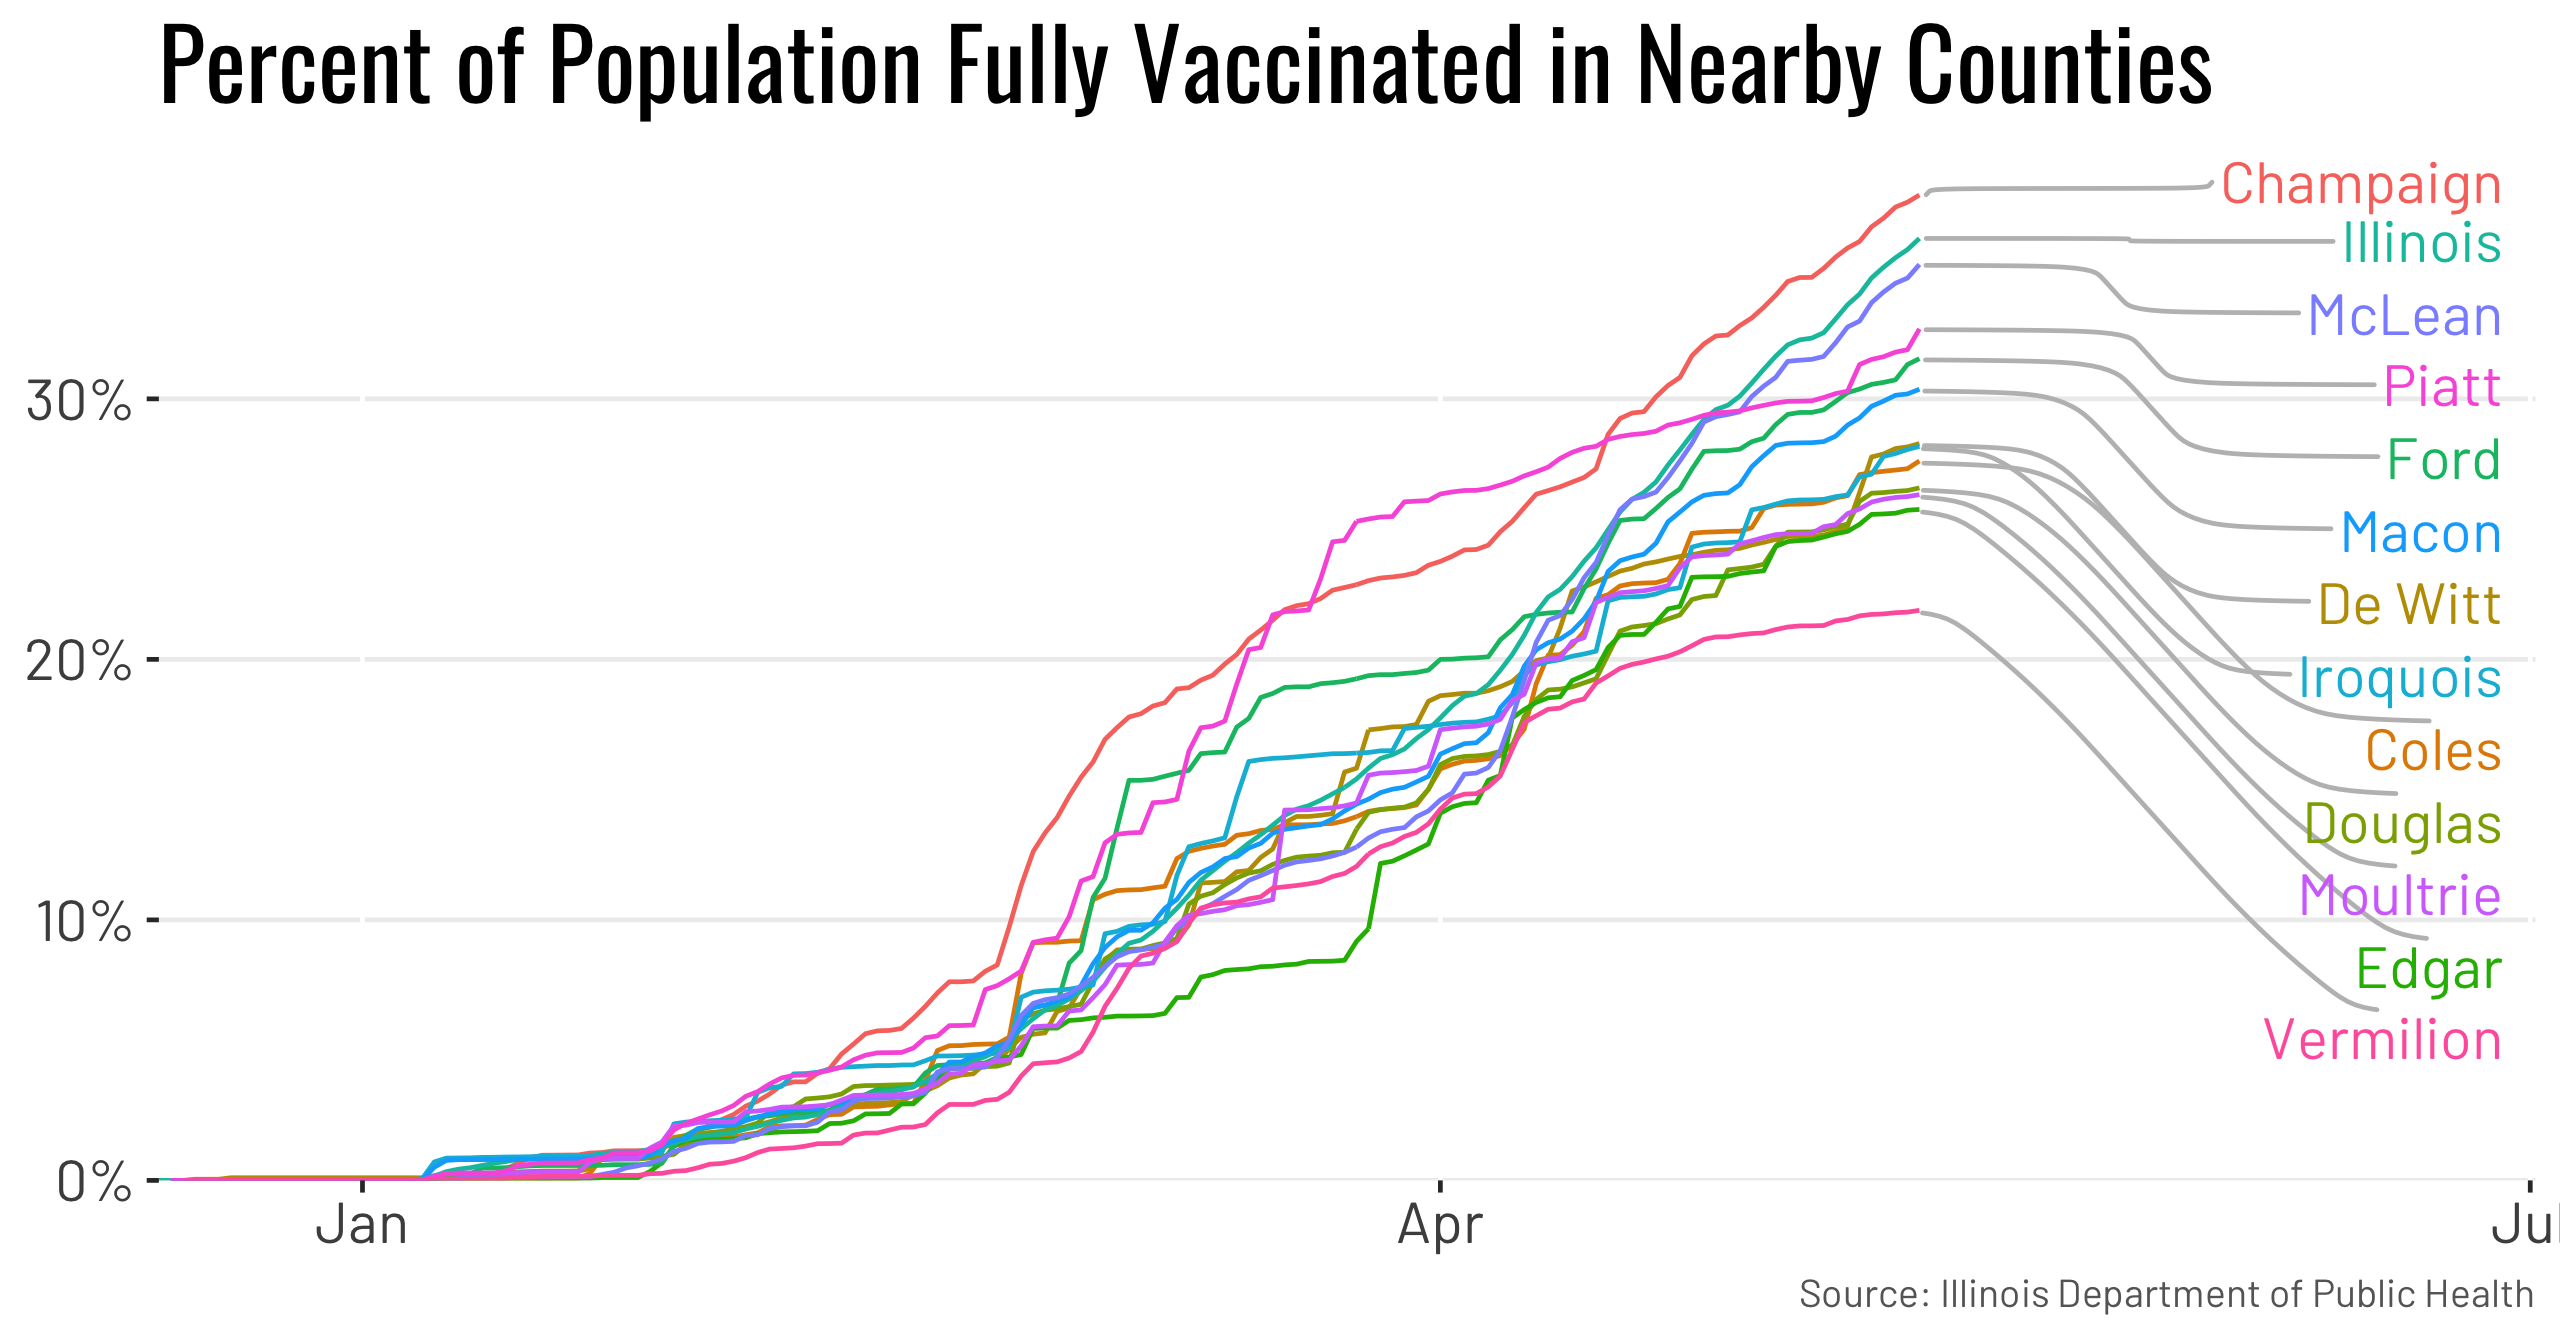 Percent of Population Fully Vaccinated in Nearby Counties
Champaign
Illinois
McLean
Piatt
Ford
Macon
De Witt
Iroquois
Coles
Douglas
Moultrie
Edgar
Vermilion
30%
20%
10%
0%
Jan
Apr
Jul
Source: Illinois Department of Public Health